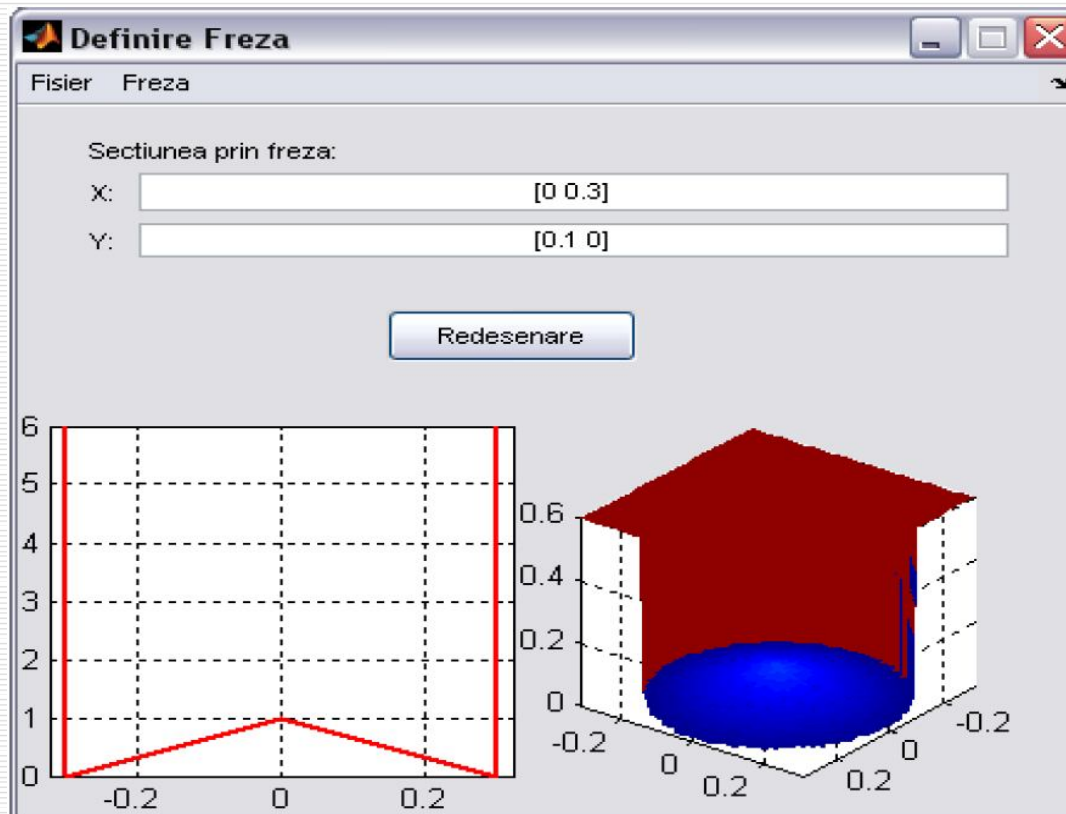 Definire Freza
Fisier Freza
Sectiunea prin freza:
X: [0 0.3]
Y: [0.1 0]
Redesenare
6
5
4
3
2
1
0
-0.2 0 0.2
0.6
0.4
0.2
0
-0.2
0
0.2
0.2
0
-0.2